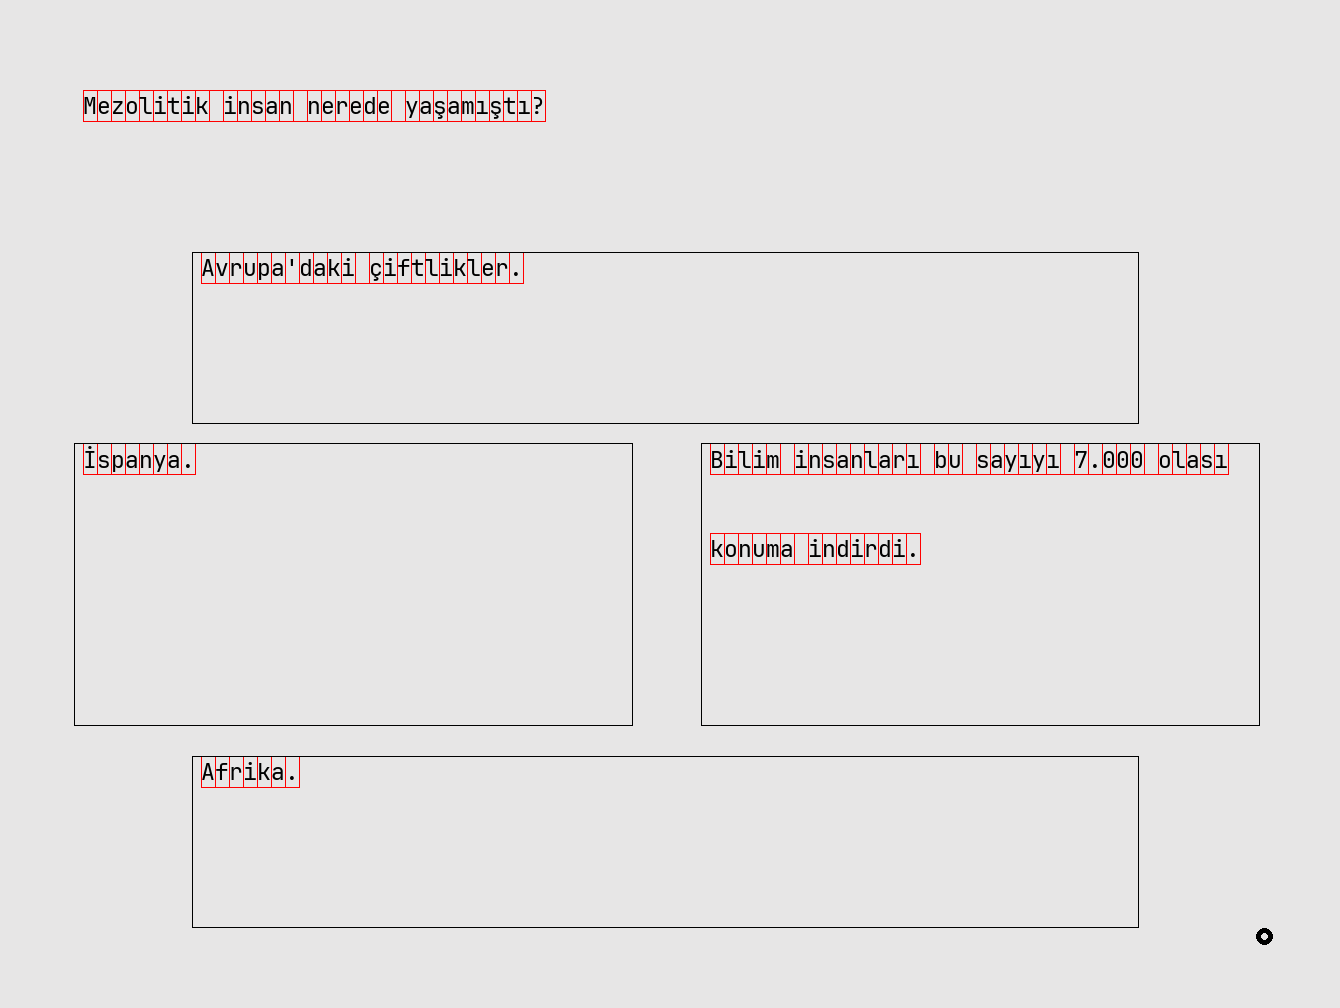 Mezolitik insan nerede yaşamıştı?
Avrupa'daki çiftlikler.
İspanya.
Bilim insanları bu sayıyı 7.000 olası
konuma indirdi.
Afrika.